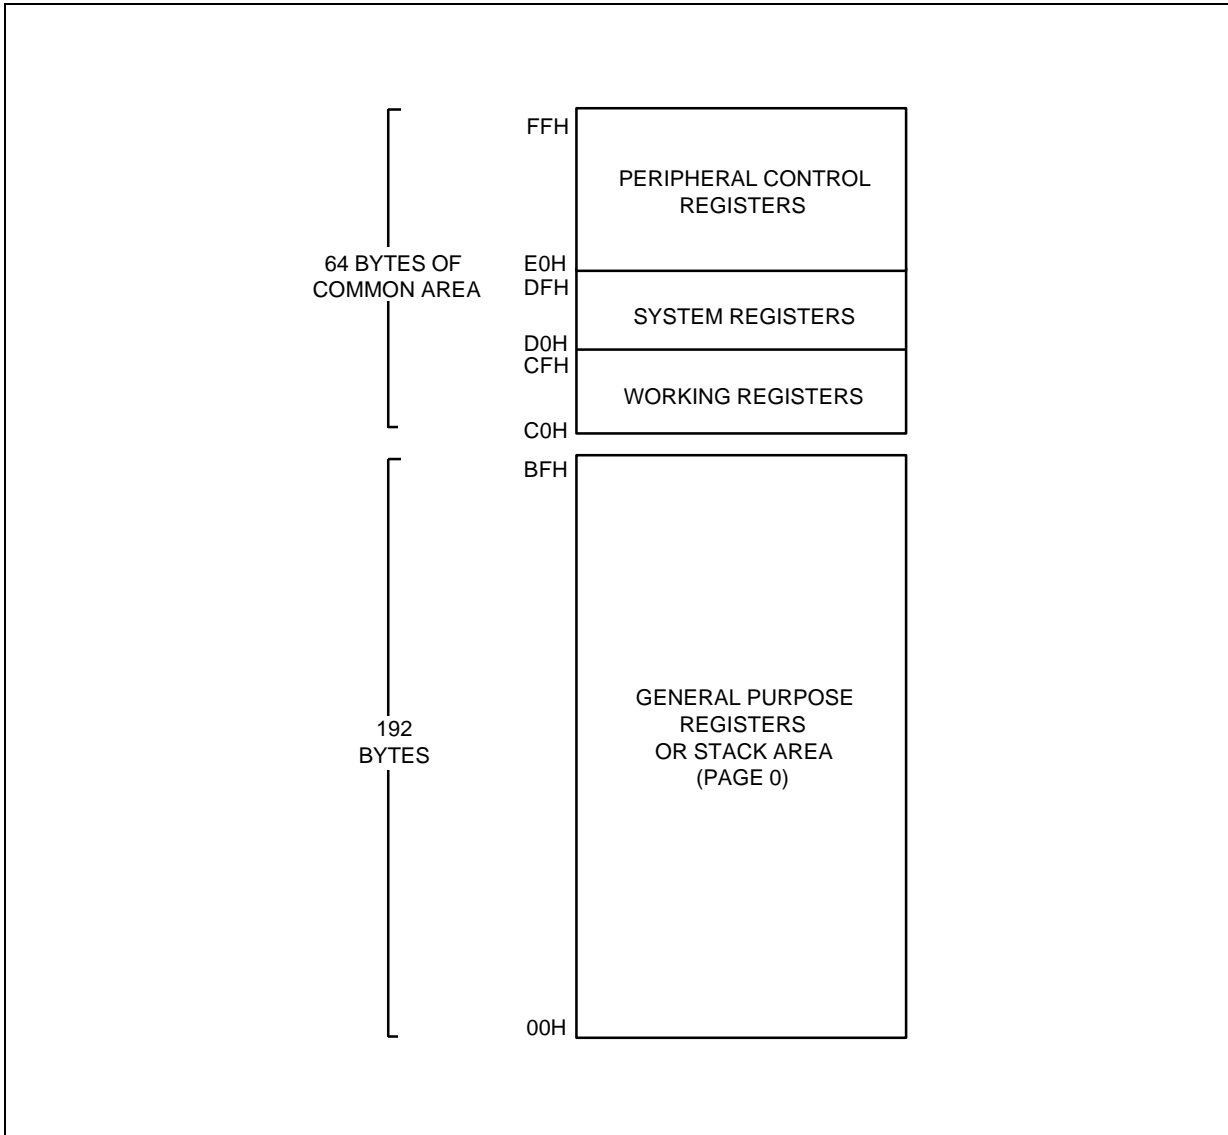 FFH
PERIPHERAL CONTROL
REGISTERS
64 BYTES OF
COMMON AREA
E0H
DFH
SYSTEM REGISTERS
D0H
CFH
WORKING REGISTERS
C0H
BFH
GENERAL PURPOSE
REGISTERS
OR STACK AREA
(PAGE 0)
192
BYTES
00H